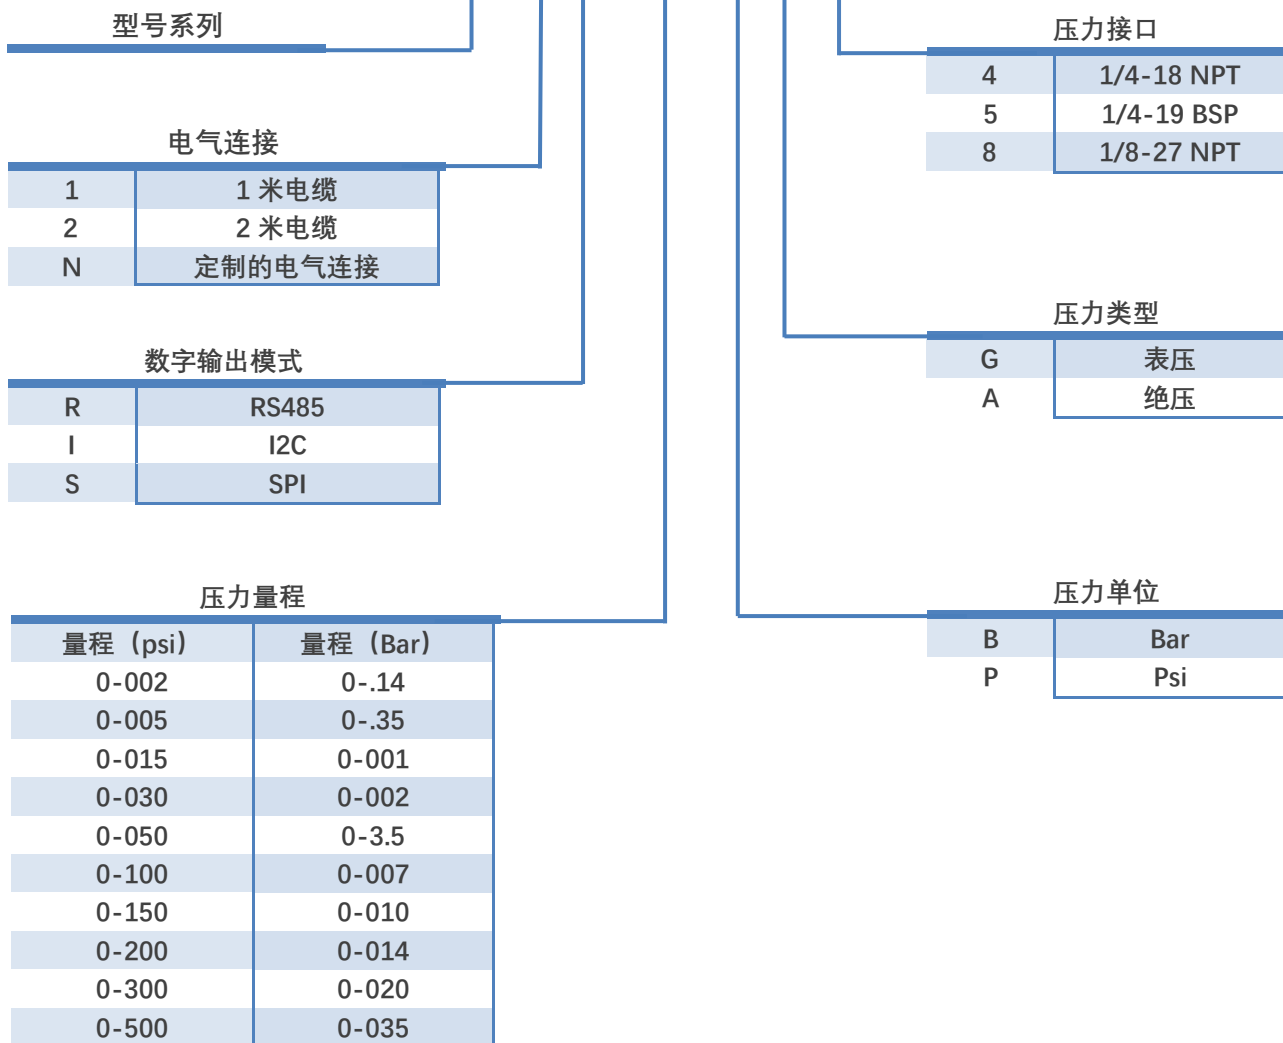 型号系列
电气连接
1 1 米电缆
2 2 米电缆
N 定制的电气连接
数字输出模式
R RS485
I I2C
S SPI
压力量程
量程（psi） 量程（Bar）
0-002 0-.14
0-005 0-.35
0-015 0-001
0-030 0-002
0-050 0-3.5
0-100 0-007
0-150 0-010
0-200 0-014
0-300 0-020
0-500 0-035
压力接口
4 1/4-18 NPT
5 1/4-19 BSP
8 1/8-27 NPT
压力类型
G 表压
A 绝压
压力单位
B Bar
P Psi